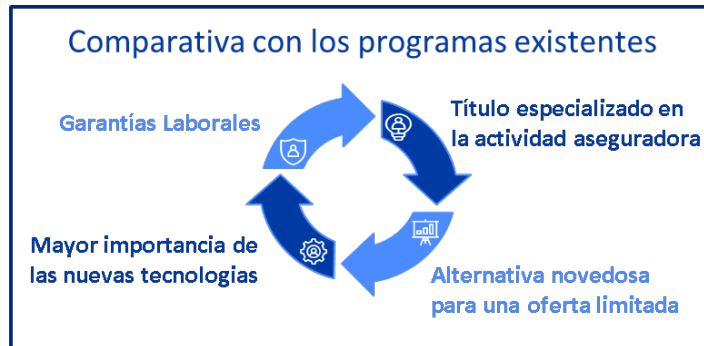 Comparativa con los programas existentes
Garantías Laborales
Título especializado en
la actividad aseguradora
Mayor importancia de
las nuevas tecnologias
Alternativa novedosa
para una oferta limitada